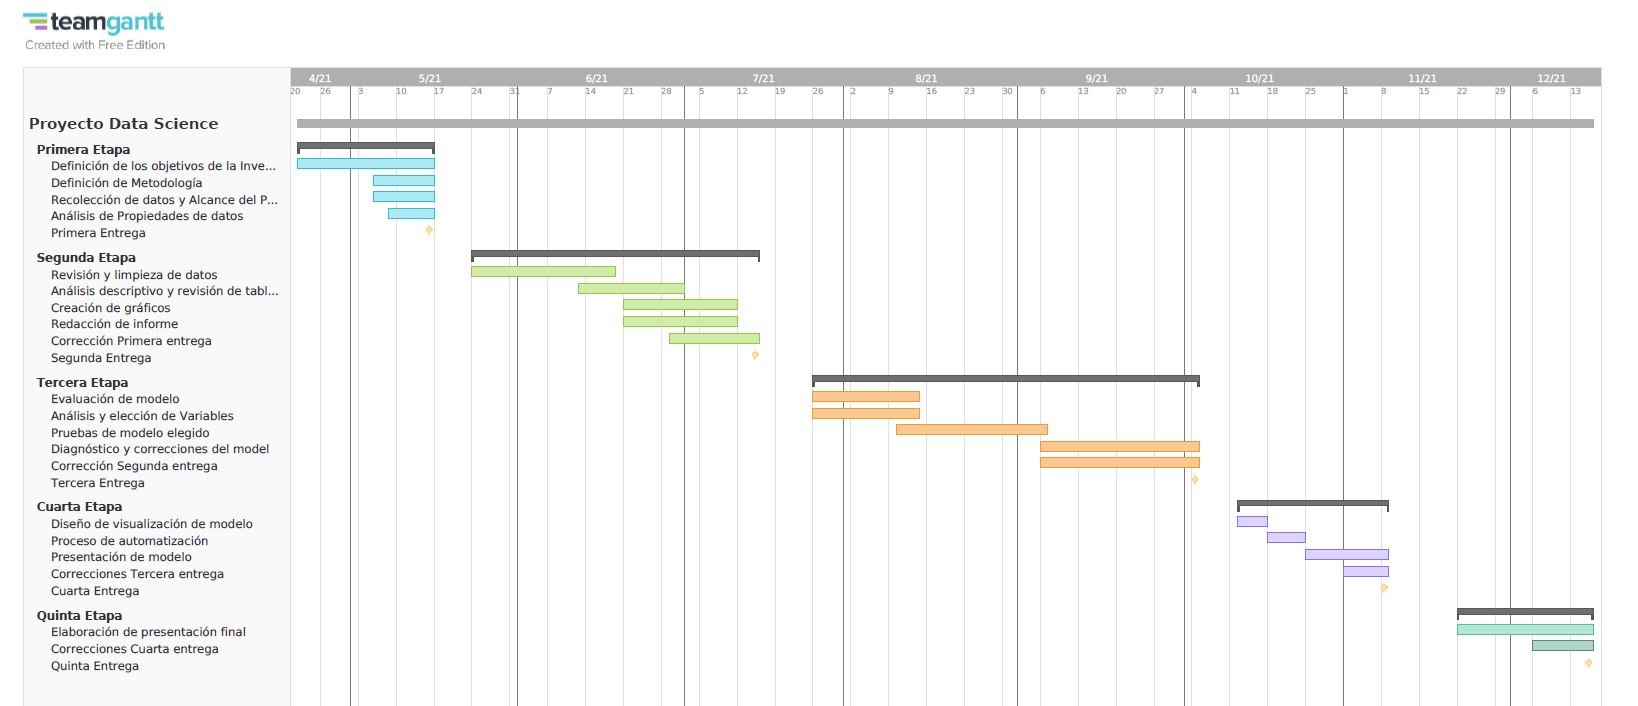 teamgantt
Created with Free Edition
4/21 5/21 6/21 7/21 8/21 9/21 10/21 11/21 12/21
20 26 3 10 17 24 31 7 14 21 28 5 12 19 26 2 9 16 23 30 6 13 20 27 4 11 18 25 1 8 15 22 29 6 13
Proyecto Data Science
Primera Etapa
Definición de los objetivos de la Inve...
Definición de Metodología
Recolección de datos y Alcance del P...
Análisis de Propiedades de datos
Primera Entrega
Segunda Etapa
Revisión y limpieza de datos
Análisis descriptivo y revisión de tabl...
Creación de gráficos
Redacción de informe
Corrección Primera entrega
Segunda Entrega
Tercera Etapa
Evaluación de modelo
Análisis y elección de Variables
Pruebas de modelo elegido
Diagnóstico y correcciones del model
Corrección Segunda entrega
Tercera Entrega
Cuarta Etapa
Diseño de visualización de modelo
Proceso de automatización
Presentación de modelo
Correcciones Tercera entrega
Cuarta Entrega
Quinta Etapa
Elaboración de presentación final
Correcciones Cuarta entrega
Quinta Entrega